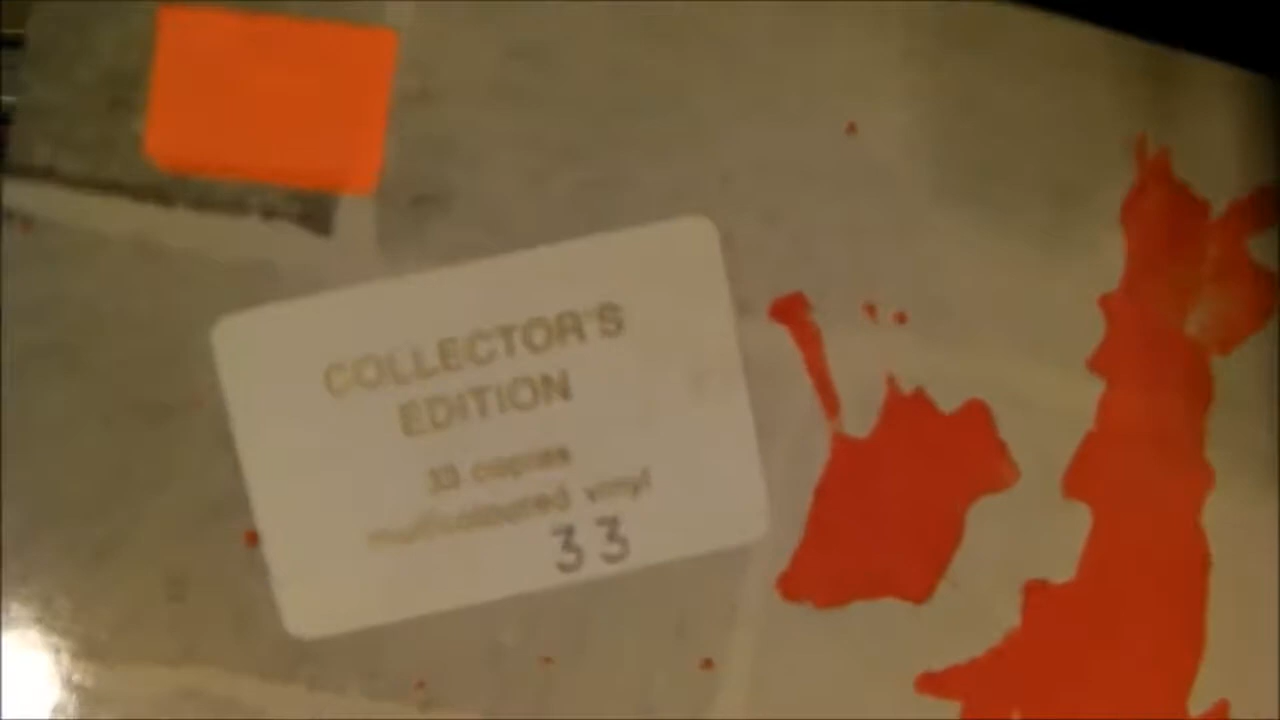 COLLECTOR'S
EDITION
33 copies
multicoloured vinyl
33